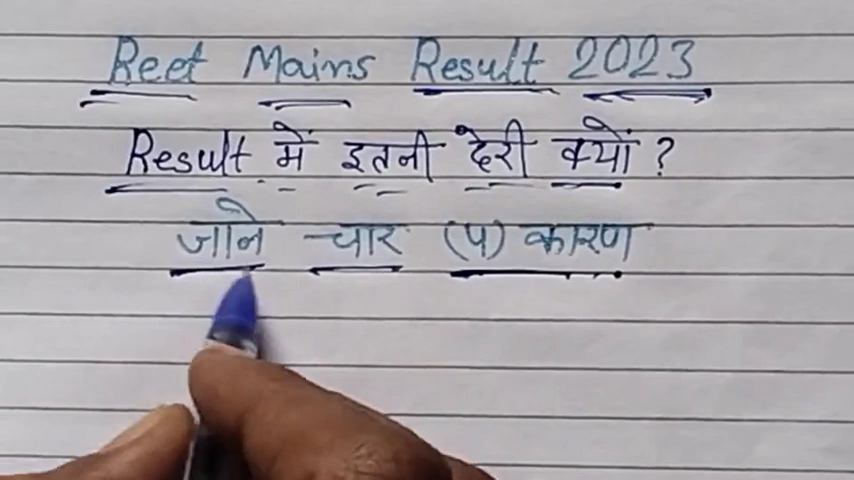 Reet Mains Result 2023
Result में इतनी देरी क्यों ?
जाने चार (4) कारण